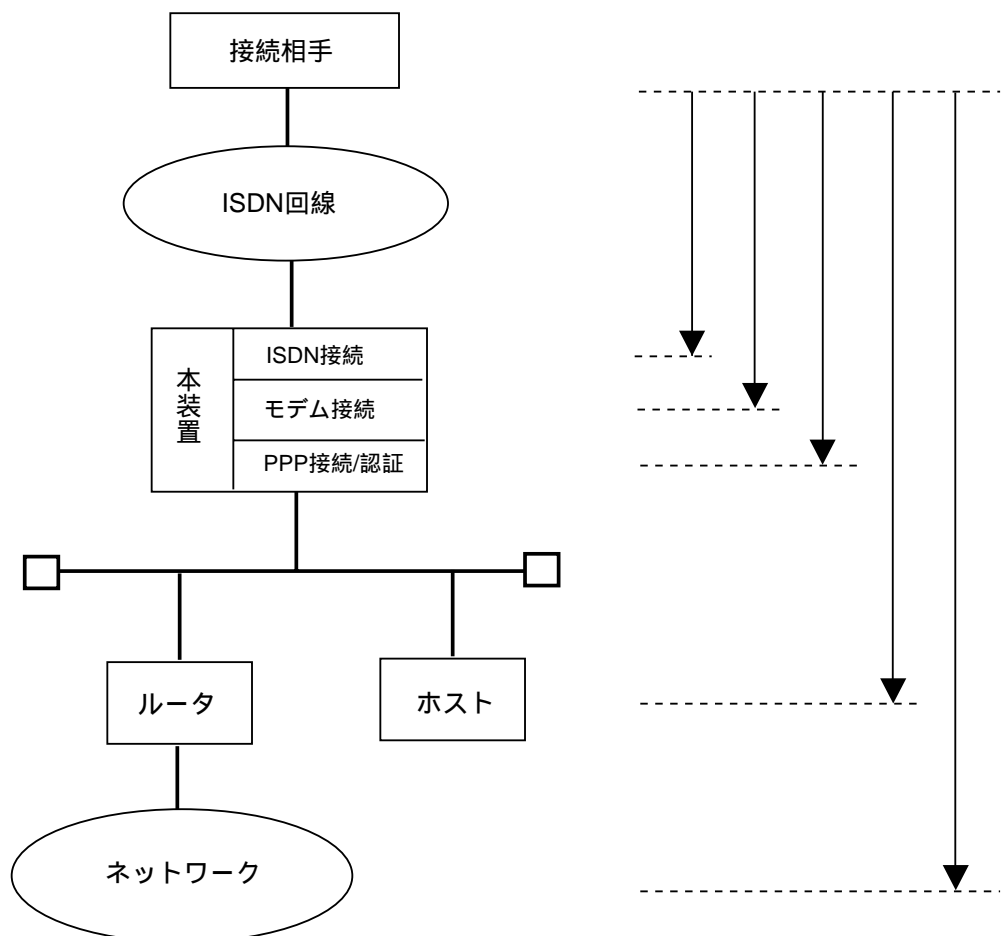 接続相手
ISDN回線
本装置
ISDN接続
モデム接続
PPP接続/認証
ルータ
ホスト
ネットワーク